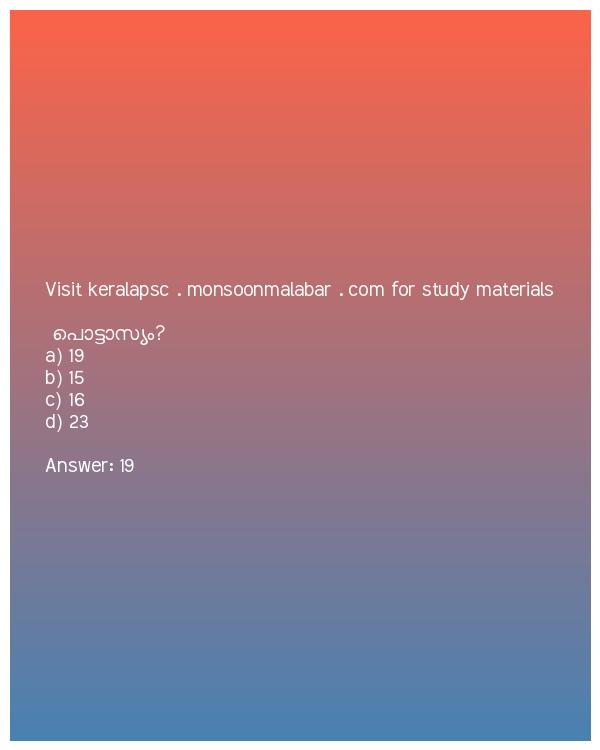 Visit keralapsc . monsoonmalabar . com for study materials
പൊട്ടാസ്യം?
a) 19
b) 15
c) 16
d) 23
Answer: 19